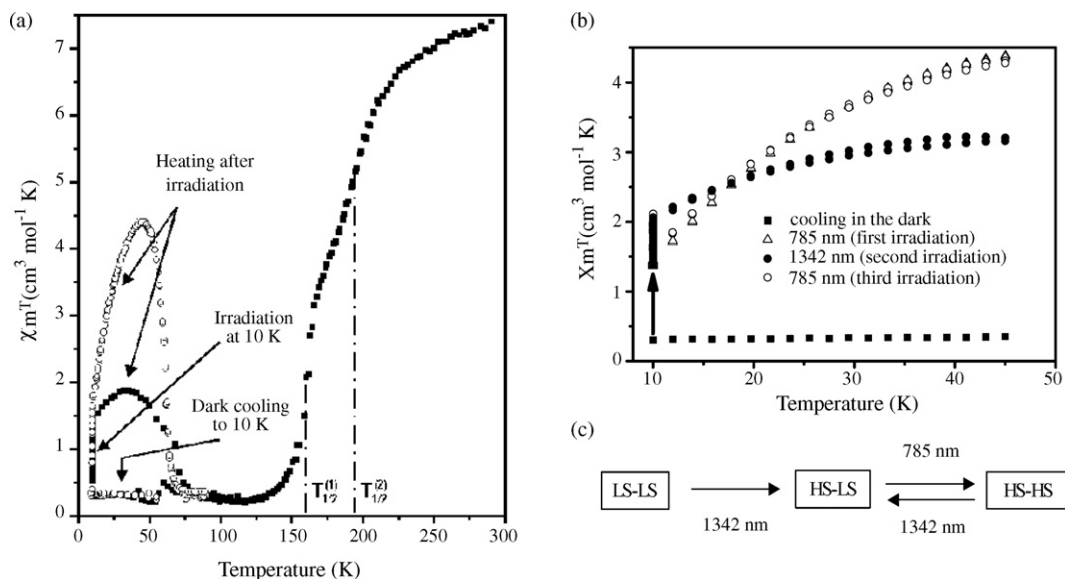 (a)
7
6
5
4
3
2
1
0
χmT(cm³ mol⁻¹ K)
Heating after
irradiation
Irradiation
at 10 K
Dark cooling
to 10 K
T1/2(1)
T1/2(2)
0 50 100 150 200 250 300
Temperature (K)
(b)
5
4
3
2
1
0
XmT(cm³ mol⁻¹ K)
cooling in the dark
785 nm (first irradiation)
1342 nm (second irradiation)
785 nm (third irradiation)
10 20 30 40 50
Temperature (K)
(c)
785 nm
LS-LS HS-LS HS-HS
1342 nm 1342 nm